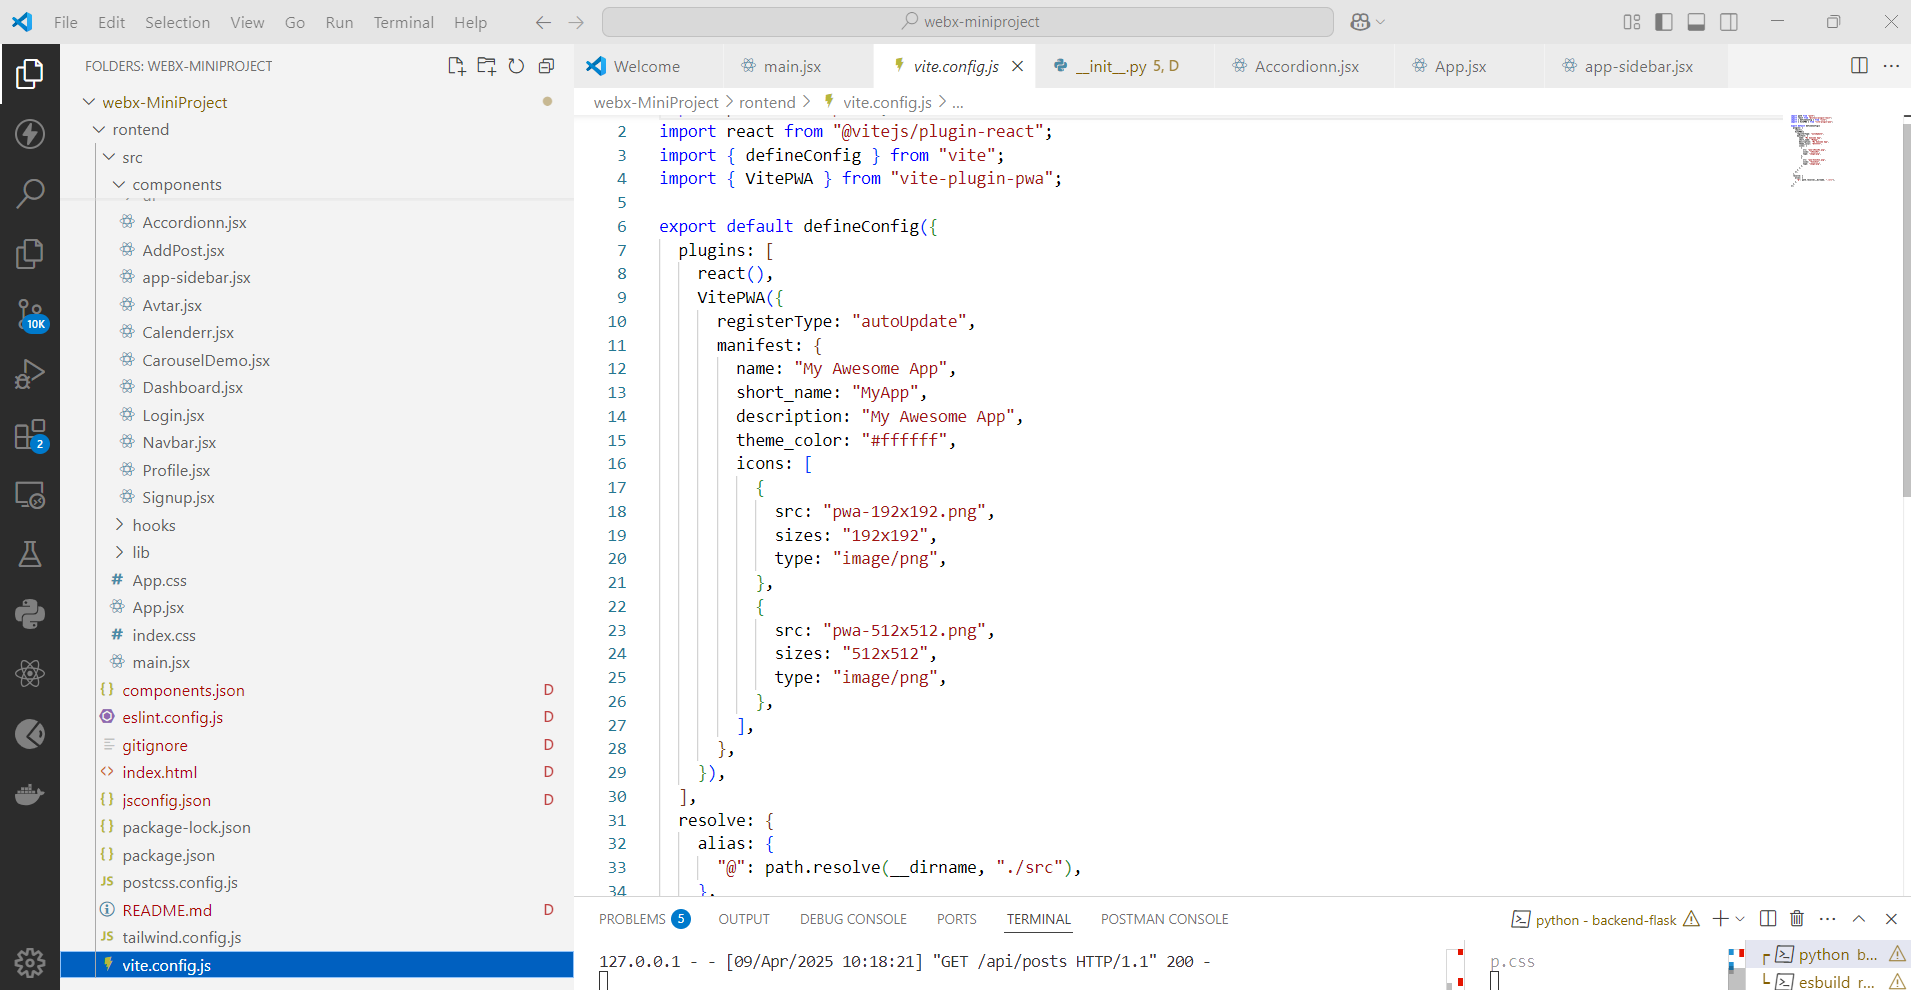 File Edit Selection View Go Run Terminal Help
webx-miniproject
FOLDERS: WEBX-MINIPROJECT
webx-MiniProject
rontend
src
components
Accordionn.jsx
AddPost.jsx
app-sidebar.jsx
Avtar.jsx
Calenderr.jsx
CarouselDemo.jsx
Dashboard.jsx
Login.jsx
Navbar.jsx
Profile.jsx
Signup.jsx
hooks
lib
# App.css
App.jsx
# index.css
main.jsx
{} components.json D
eslint.config.js D
gitignore D
<> index.html D
{} jsconfig.json D
{} package-lock.json
{} package.json
JS postcss.config.js
README.md D
JS tailwind.config.js
vite.config.js
10K
2
Welcome main.jsx vite.config.js __init__.py 5, D Accordionn.jsx App.jsx app-sidebar.jsx
webx-MiniProject > rontend > vite.config.js > ...
2 import react from "@vitejs/plugin-react";
3 import { defineConfig } from "vite";
4 import { VitePWA } from "vite-plugin-pwa";
5
6 export default defineConfig({
7 plugins: [
8 react(),
9 VitePWA({
10 registerType: "autoUpdate",
11 manifest: {
12 name: "My Awesome App",
13 short_name: "MyApp",
14 description: "My Awesome App",
15 theme_color: "#ffffff",
16 icons: [
17 {
18 src: "pwa-192x192.png",
19 sizes: "192x192",
20 type: "image/png",
21 },
22 {
23 src: "pwa-512x512.png",
24 sizes: "512x512",
25 type: "image/png",
26 },
27 ],
28 },
29 }),
30 ],
31 resolve: {
32 alias: {
33 "@": path.resolve(__dirname, "./src"),
34 },
PROBLEMS 5 OUTPUT DEBUG CONSOLE PORTS TERMINAL POSTMAN CONSOLE
python - backend-flask
127.0.0.1 - - [09/Apr/2025 10:18:21] "GET /api/posts HTTP/1.1" 200 -
p.css
python b...
esbuild r...